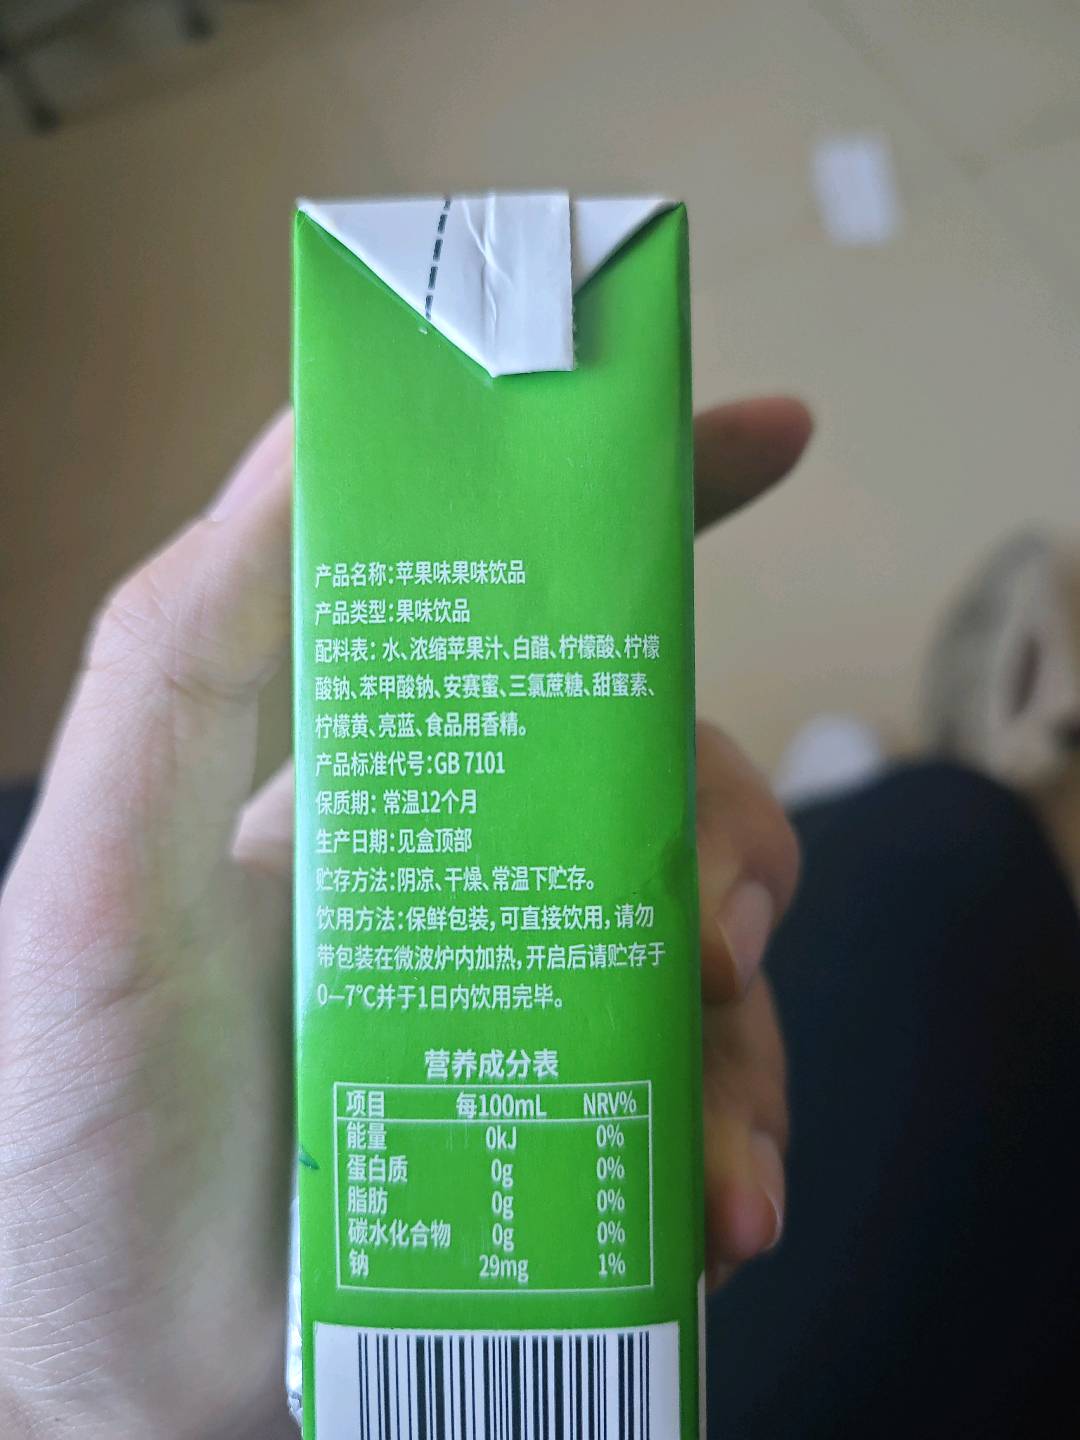 产品名称:苹果味果味饮品
产品类型:果味饮品
配料表: 水、浓缩苹果汁、白醋、柠檬酸、柠檬
酸钠、苯甲酸钠、安赛蜜、三氯蔗糖、甜蜜素、
柠檬黄、亮蓝、食品用香精。
产品标准代号:GB 7101
保质期: 常温12个月
生产日期:见盒顶部
贮存方法:阴凉、干燥、常温下贮存。
饮用方法:保鲜包装,可直接饮用,请勿
带包装在微波炉内加热,开启后请贮存于
0—7℃并于1日内饮用完毕。
营养成分表
项目 每100mL NRV%
能量 0kJ 0%
蛋白质 0g 0%
脂肪 0g 0%
碳水化合物 0g 0%
钠 29mg 1%